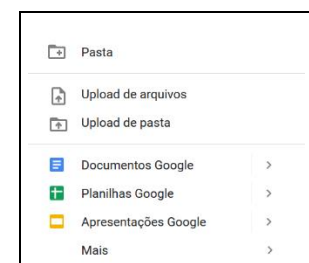 Pasta
Upload de arquivos
Upload de pasta
Documentos Google
Planilhas Google
Apresentações Google
Mais